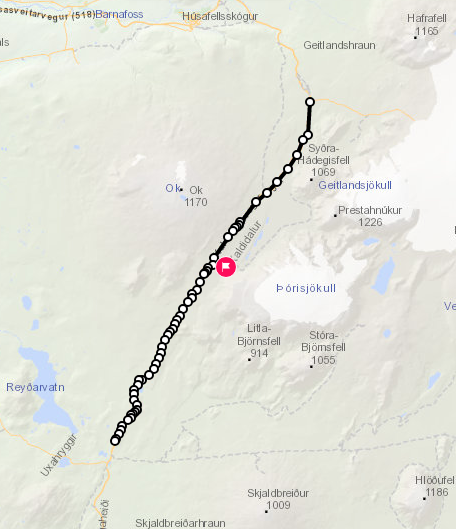 Húsafellsskógur
sasveitarvegur (518)
Barnafoss
Hafrafell
1165
Geitlandshraun
Syðra-
Hádegisfell
1069
Geitlandsjökull
Ok
Ok
1170
Prestahnúkur
1226
Þórisjökull
Litla-
Björnsfell
914
Stóra-
Björnsfell
1055
Reyðarvatn
Uxahryggir
Skjaldbreiður
1009
Hlöðufell
1186
Skjaldbreiðarhraun